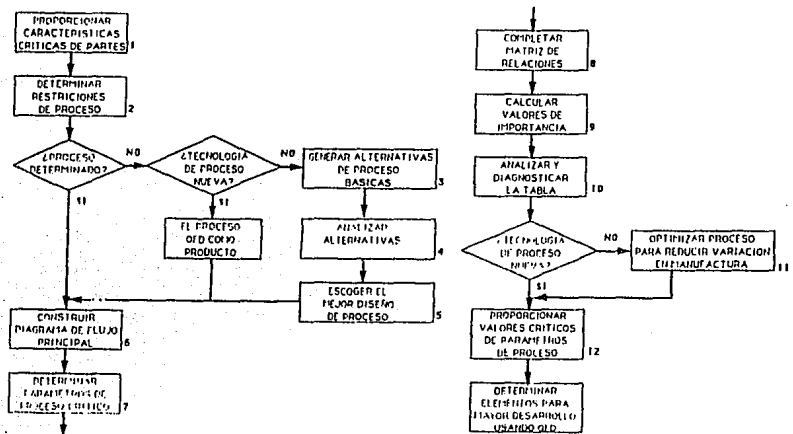 PROPORCIONAR
CARACTERISTICAS
CRITICAS DE PARTES
1
DETERMINAR
RESTRICIONES
DE PROCESO
2
¿PROCESO
DETERMINADO?
NO
SI
¿TECNOLOGIA
DE PROCESO
NUEVA?
NO
SI
GENERAR ALTERNATIVAS
DE PROCESO
BASICAS
3
EL PROCESO
QFD COMO
PRODUCTO
ANALIZAR
ALTERNATIVAS
4
ESCOGER EL
MEJOR DISEÑO
DE PROCESO
5
CONSTRUIR
DIAGRAMA DE FLUJO
PRINCIPAL
6
DETERMINAR
PARAMETROS DE
PROCESO CRITICO
7
COMPLETAR
MATRIZ DE
RELACIONES
8
CALCULAR
VALORES DE
IMPORTANCIA
9
ANALIZAR Y
DIAGNOSTICAR
LA TABLA
10
¿TECNOLOGIA
DE PROCESO
NUEVA?
NO
SI
OPTIMIZAR PROCESO
PARA REDUCIR VARIACION
EN MANUFACTURA
11
PROPORCIONAR
VALORES CRITICOS
DE PARAMETROS
DE PROLESO
12
DETERMINAR
ELEMENTOS PARA
MAYOR DESARROLLO
USANDO QFD